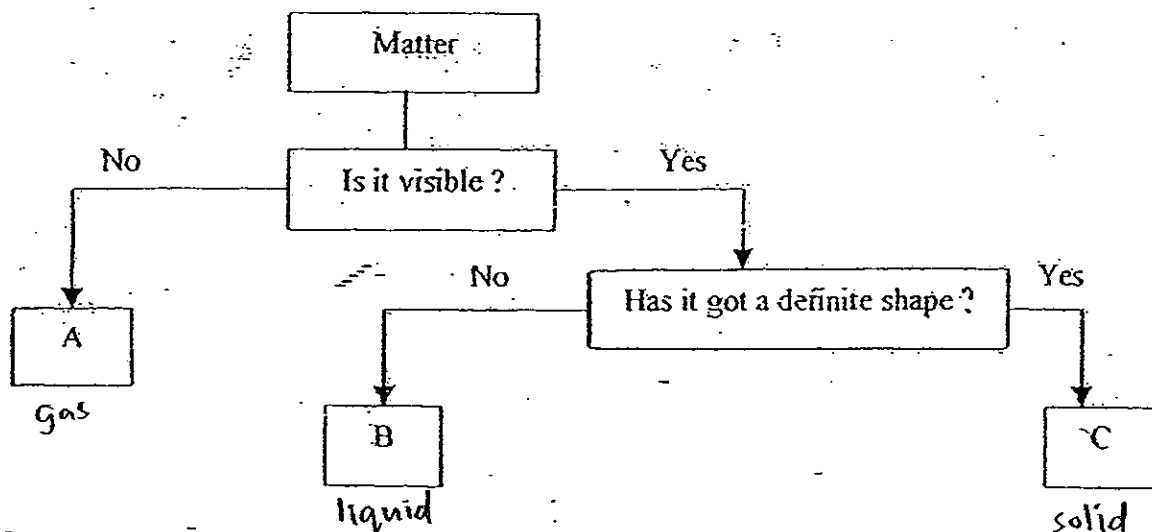 Matter
No
Is it visible ?
Yes
No
Has it got a definite shape ?
Yes
A
gas
B
liquid
C
solid